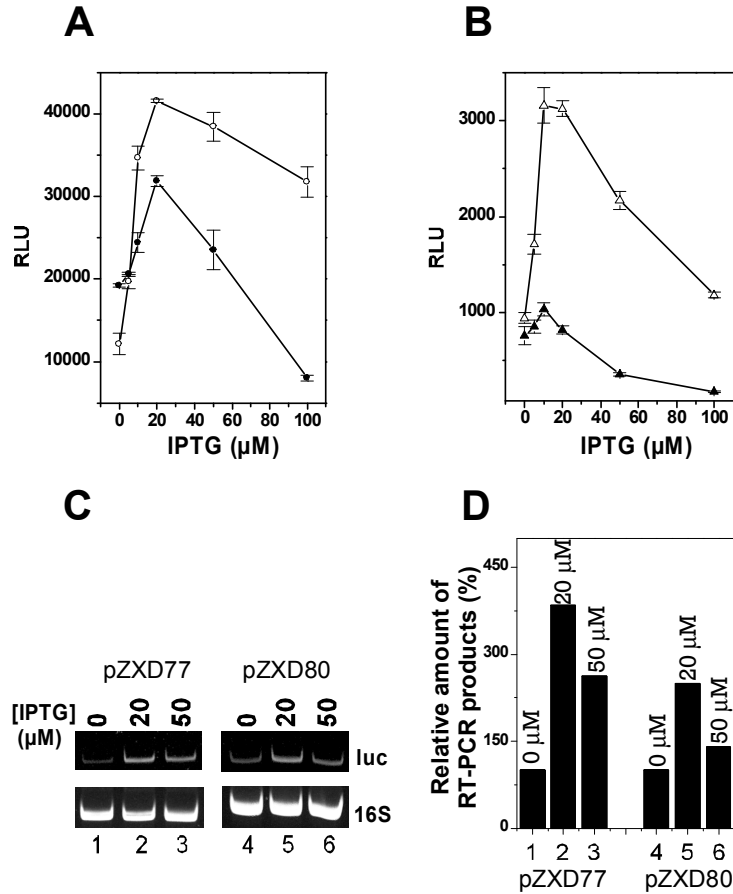 A
B
40000
30000
20000
10000
RLU
0 20 40 60 80 100
IPTG (µM)
3000
2000
1000
0
RLU
0 20 40 60 80 100
IPTG (µM)
C
D
pZXD77
pZXD80
[IPTG]
(µM)
0 20 50
0 20 50
luc
16S
1 2 3
4 5 6
Relative amount of
RT-PCR products (%)
450
300
150
0
0 µM
20 µM
50 µM
0 µM
20 µM
50 µM
1 2 3 4 5 6
pZXD77 pZXD80